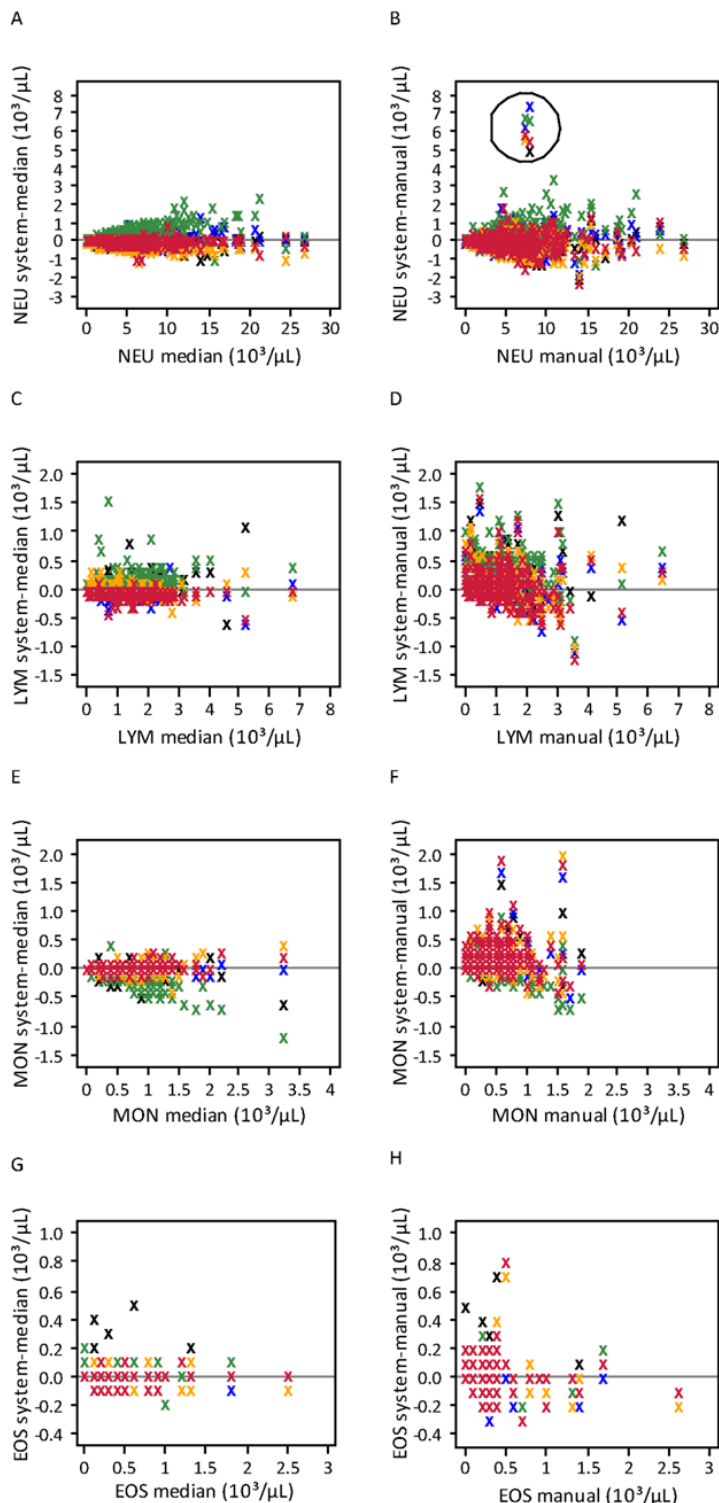 A
B
NEU system-median (10³/µL)
8
7
6
5
4
3
2
1
0
-1
-2
-3
0 5 10 15 20 25 30
NEU median (10³/µL)
NEU system-manual (10³/µL)
8
7
6
5
4
3
2
1
0
-1
-2
-3
0 5 10 15 20 25 30
NEU manual (10³/µL)
C
D
LYM system-median (10³/µL)
2.0
1.5
1.0
0.5
0.0
-0.5
-1.0
-1.5
0 1 2 3 4 5 6 7 8
LYM median (10³/µL)
LYM system-manual (10³/µL)
2.0
1.5
1.0
0.5
0.0
-0.5
-1.0
-1.5
0 1 2 3 4 5 6 7 8
LYM manual (10³/µL)
E
F
MON system-median (10³/µL)
2.0
1.5
1.0
0.5
0.0
-0.5
-1.0
-1.5
0 0.5 1 1.5 2 2.5 3 3.5 4
MON median (10³/µL)
MON system-manual (10³/µL)
2.0
1.5
1.0
0.5
0.0
-0.5
-1.0
-1.5
0 0.5 1 1.5 2 2.5 3 3.5 4
MON manual (10³/µL)
G
H
EOS system-median (10³/µL)
1.0
0.8
0.6
0.4
0.2
0.0
-0.2
-0.4
0 0.5 1 1.5 2 2.5 3
EOS median (10³/µL)
EOS system-manual (10³/µL)
1.0
0.8
0.6
0.4
0.2
0.0
-0.2
-0.4
0 0.5 1 1.5 2 2.5 3
EOS manual (10³/µL)